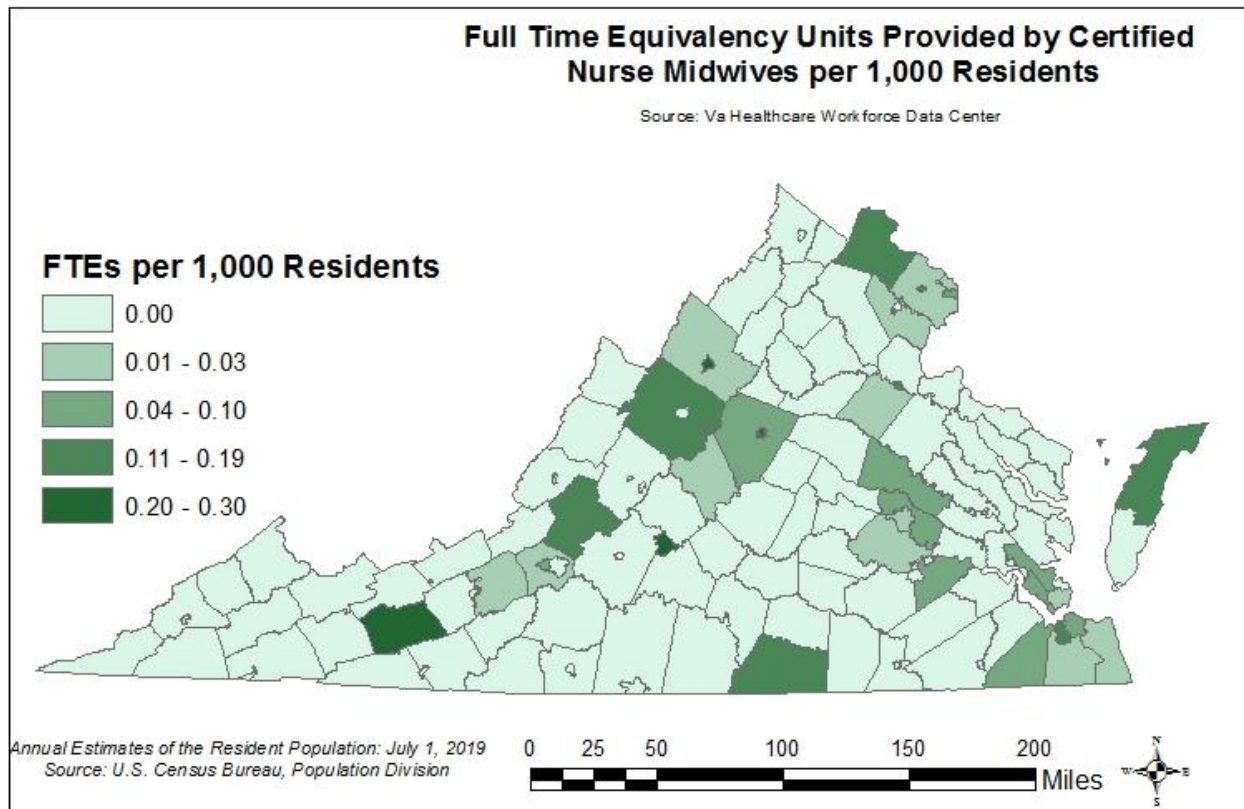 Full Time Equivalency Units Provided by Certified
Nurse Midwives per 1,000 Residents
Source: Va Healthcare Workforce Data Center
FTEs per 1,000 Residents
0.00
0.01 - 0.03
0.04 - 0.10
0.11 - 0.19
0.20 - 0.30
Annual Estimates of the Resident Population: July 1, 2019
Source: U.S. Census Bureau, Population Division
0 25 50 100 150 200
Miles
N
W E
S